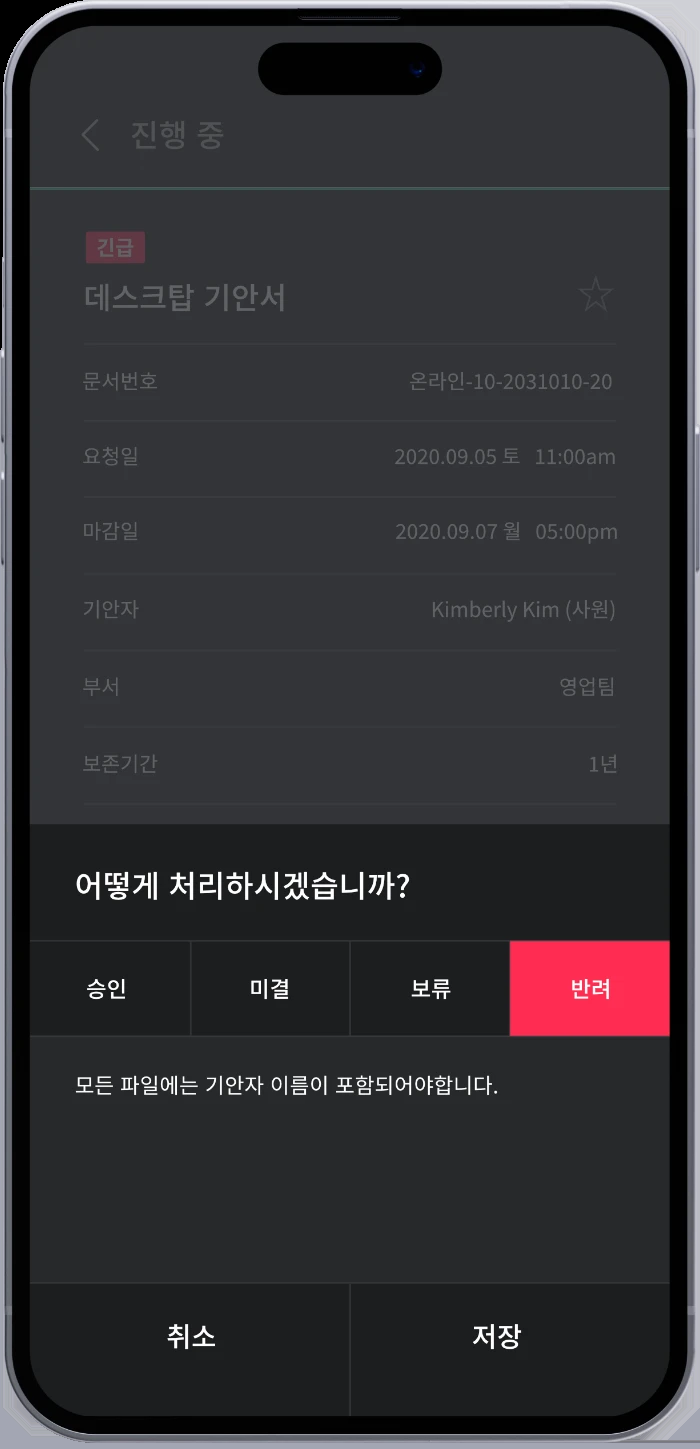 진행 중
긴급
데스크탑 기안서
문서번호 온라인-10-2031010-20
요청일 2020.09.05 토 11:00am
마감일 2020.09.07 월 05:00pm
기안자 Kimberly Kim (사원)
부서 영업팀
보존기간 1년
어떻게 처리하시겠습니까?
승인 미결 보류 반려
모든 파일에는 기안자 이름이 포함되어야합니다.
취소 저장